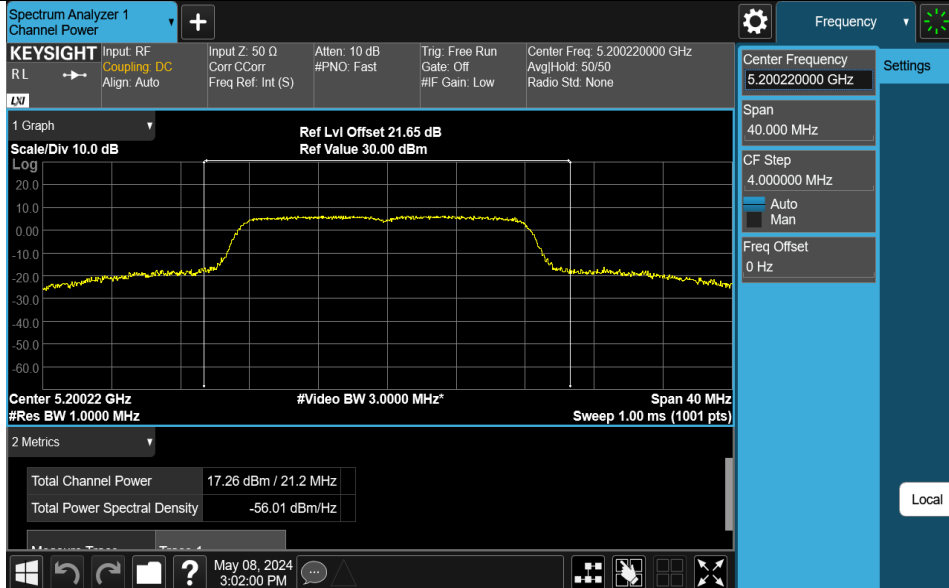 Spectrum Analyzer 1
Channel Power
+
Frequency
KEYSIGHT
R L
LXI
Input: RF
Coupling: DC
Align: Auto
Input Z: 50 Ω
Corr CCorr
Freq Ref: Int (S)
Atten: 10 dB
#PNO: Fast
Trig: Free Run
Gate: Off
#IF Gain: Low
Center Freq: 5.200220000 GHz
Avg|Hold: 50/50
Radio Std: None
Center Frequency
5.200220000 GHz
Settings
Span
40.000 MHz
CF Step
4.000000 MHz
Auto
Man
Freq Offset
0 Hz
Local
1 Graph
Scale/Div 10.0 dB
Ref Lvl Offset 21.65 dB
Ref Value 30.00 dBm
Log
20.0
10.0
0.00
-10.0
-20.0
-30.0
-40.0
-50.0
-60.0
Center 5.20022 GHz
#Res BW 1.0000 MHz
#Video BW 3.0000 MHz*
Span 40 MHz
Sweep 1.00 ms (1001 pts)
2 Metrics
Total Channel Power 17.26 dBm / 21.2 MHz
Total Power Spectral Density -56.01 dBm/Hz
Measure Trace Trace 1
?
May 08, 2024
3:02:00 PM